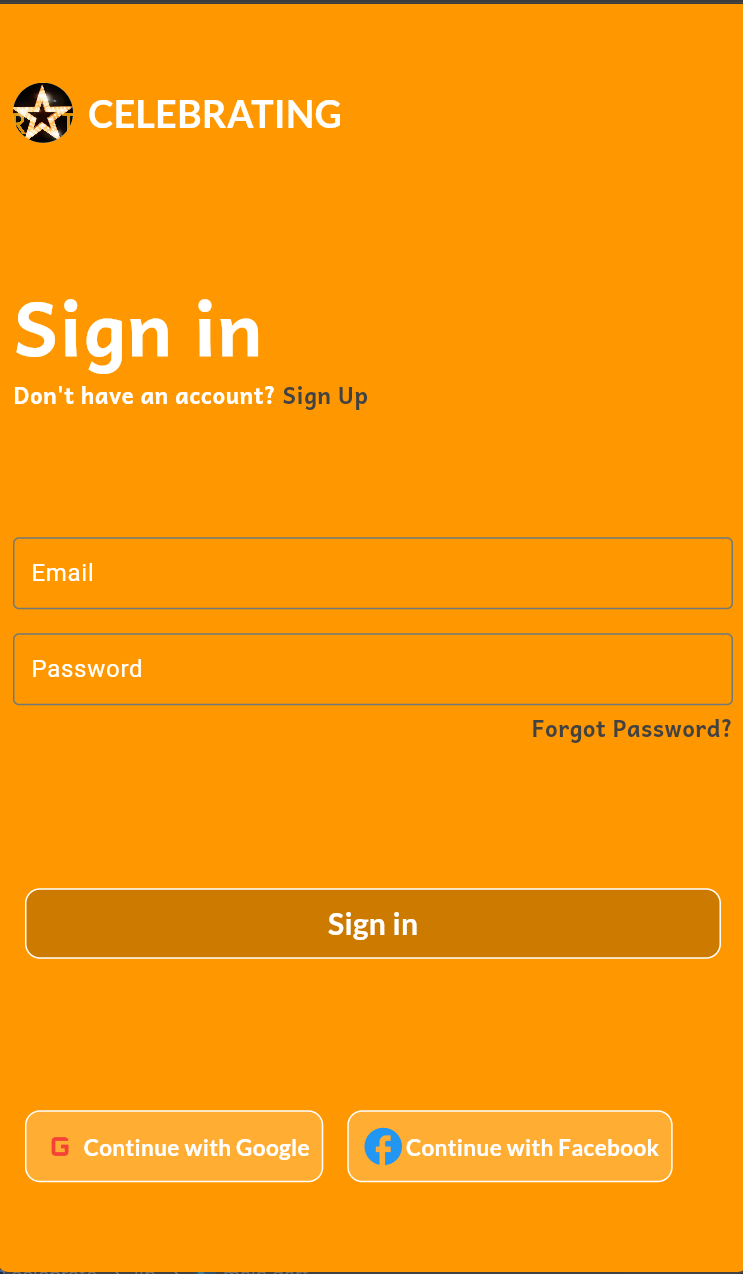 CELEBRATING
Sign in
Don't have an account? Sign Up
Email
Password
Forgot Password?
Sign in
G Continue with Google
Continue with Facebook